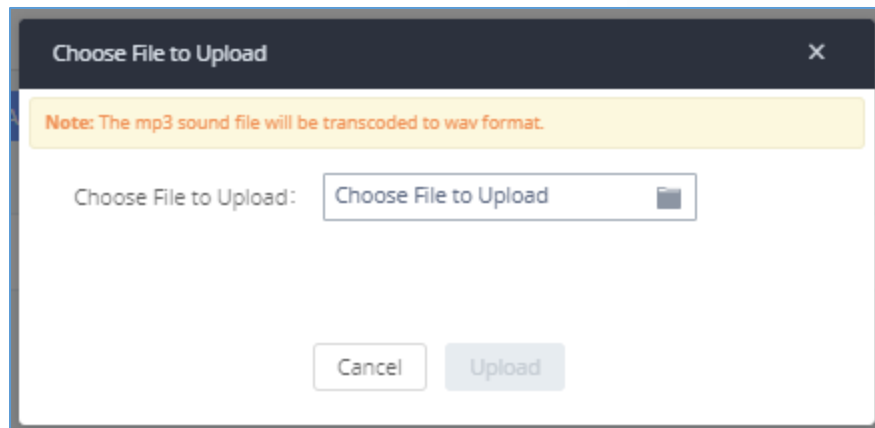 Choose File to Upload
Note: The mp3 sound file will be transcoded to wav format.
Choose File to Upload: Choose File to Upload
Cancel Upload